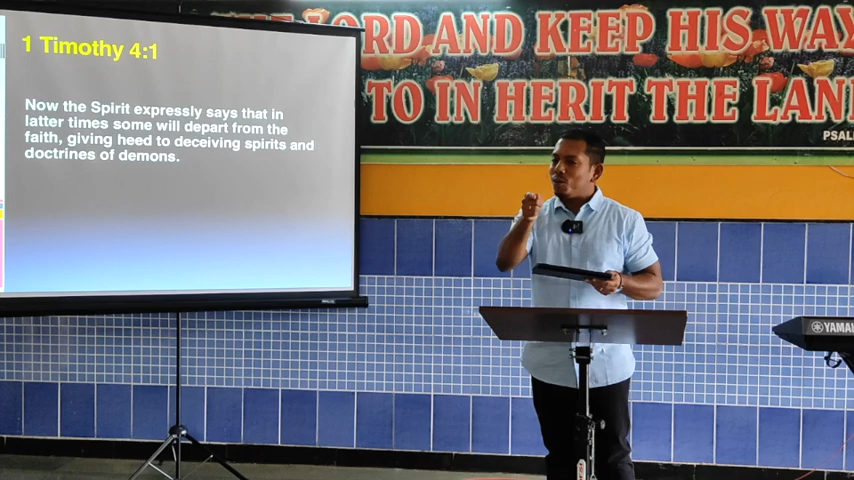 1 Timothy 4:1
Now the Spirit expressly says that in
latter times some will depart from the
faith, giving heed to deceiving spirits and
doctrines of demons.
LORD AND KEEP HIS WAY
TO IN HERIT THE LAN
PSAL
YAMAH